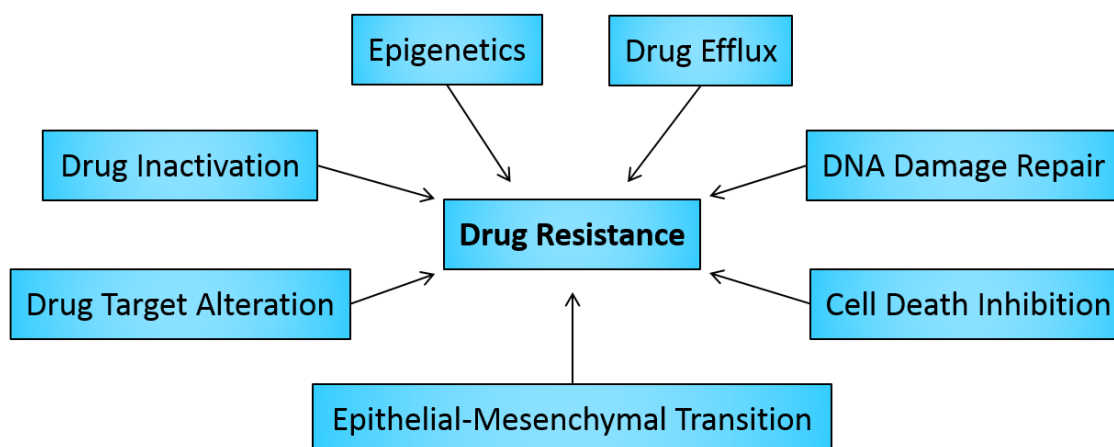 Epigenetics
Drug Efflux
Drug Inactivation
DNA Damage Repair
Drug Resistance
Drug Target Alteration
Cell Death Inhibition
Epithelial-Mesenchymal Transition